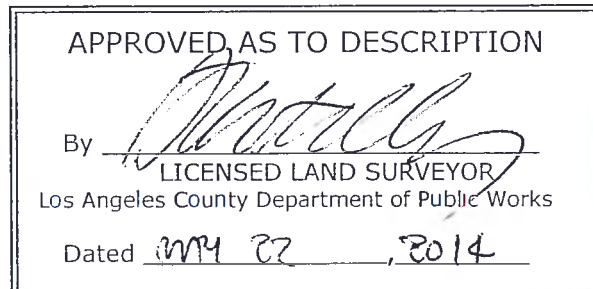 APPROVED AS TO DESCRIPTION
By
LICENSED LAND SURVEYOR
Los Angeles County Department of Public Works
Dated MAY 22, 2014